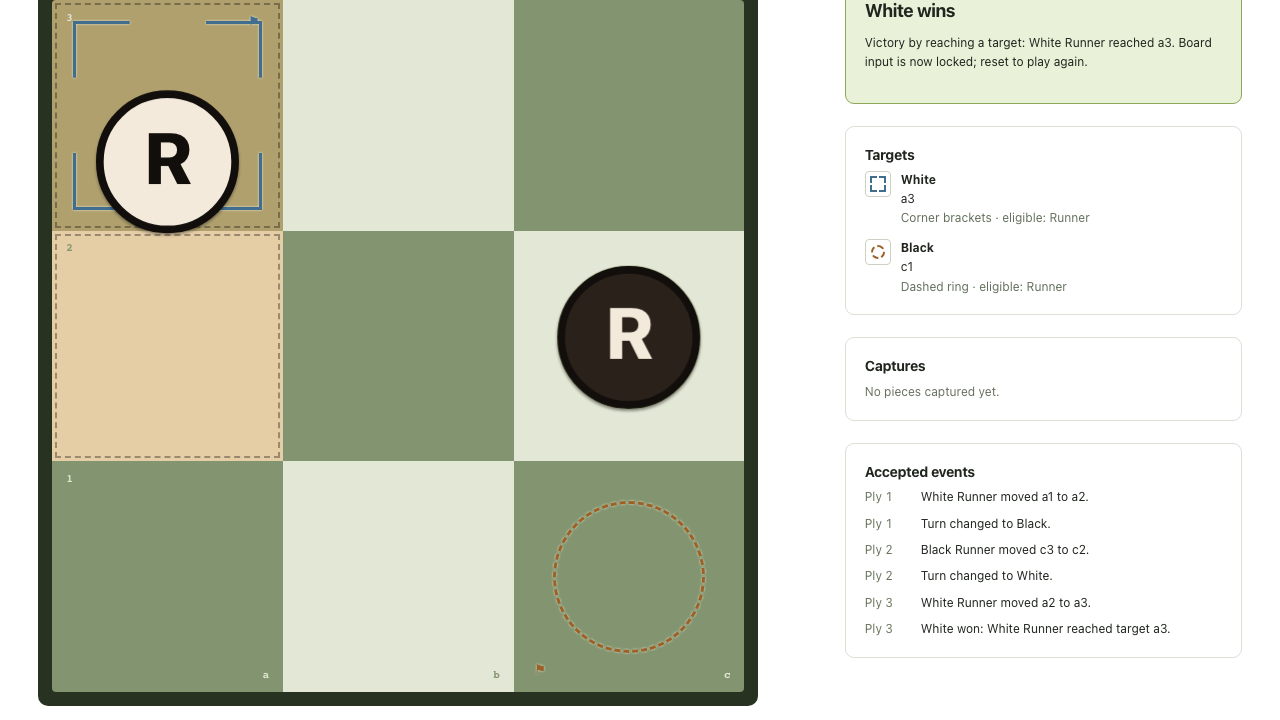 3
R
2
R
1
a
b
c
White wins
Victory by reaching a target: White Runner reached a3. Board
input is now locked; reset to play again.
Targets
White
a3
Corner brackets · eligible: Runner
Black
c1
Dashed ring · eligible: Runner
Captures
No pieces captured yet.
Accepted events
Ply 1 White Runner moved a1 to a2.
Ply 1 Turn changed to Black.
Ply 2 Black Runner moved c3 to c2.
Ply 2 Turn changed to White.
Ply 3 White Runner moved a2 to a3.
Ply 3 White won: White Runner reached target a3.